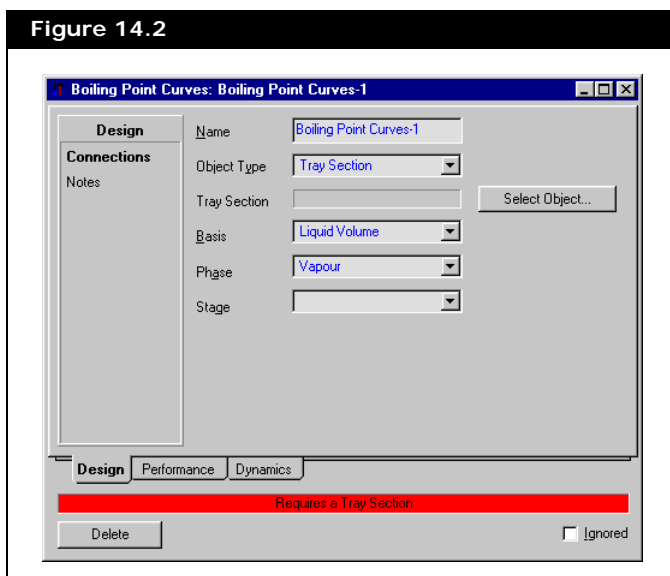 Figure 14.2
Boiling Point Curves: Boiling Point Curves-1
Design
Connections
Notes
Name Boiling Point Curves-1
Object Type Tray Section
Tray Section Select Object...
Basis Liquid Volume
Phase Vapour
Stage
Design Performance Dynamics
Requires a Tray Section
Delete Ignored